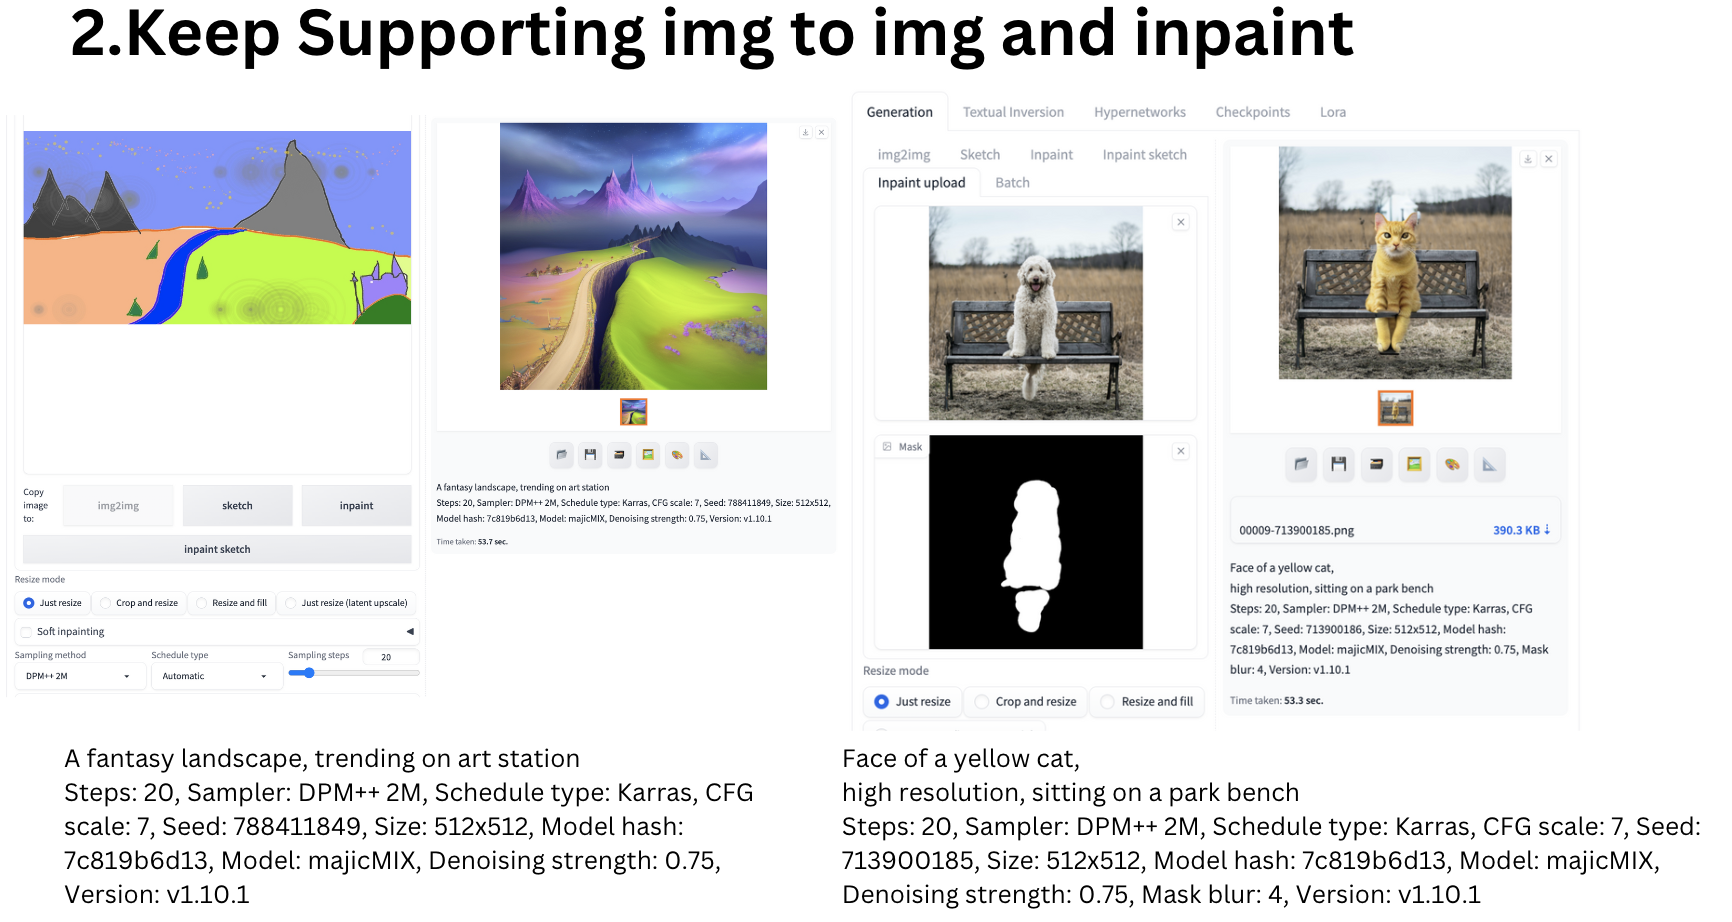 2.Keep Supporting img to img and inpaint
Copy
image
to:
img2img
sketch
inpaint
inpaint sketch
Resize mode
Just resize
Crop and resize
Resize and fill
Just resize (latent upscale)
Soft inpainting
Sampling method
Schedule type
Sampling steps
20
DPM++ 2M
Automatic
A fantasy landscape, trending on art station
Steps: 20, Sampler: DPM++ 2M, Schedule type: Karras, CFG scale: 7, Seed: 788411849, Size: 512x512,
Model hash: 7c819b6d13, Model: majicMIX, Denoising strength: 0.75, Version: v1.10.1
Time taken: 53.7 sec.
Generation
Textual Inversion
Hypernetworks
Checkpoints
Lora
img2img
Sketch
Inpaint
Inpaint sketch
Inpaint upload
Batch
Mask
Resize mode
Just resize
Crop and resize
Resize and fill
00009-713900185.png
390.3 KB ⇣
Face of a yellow cat,
high resolution, sitting on a park bench
Steps: 20, Sampler: DPM++ 2M, Schedule type: Karras, CFG
scale: 7, Seed: 713900186, Size: 512x512, Model hash:
7c819b6d13, Model: majicMIX, Denoising strength: 0.75, Mask
blur: 4, Version: v1.10.1
Time taken: 53.3 sec.
A fantasy landscape, trending on art station
Steps: 20, Sampler: DPM++ 2M, Schedule type: Karras, CFG
scale: 7, Seed: 788411849, Size: 512x512, Model hash:
7c819b6d13, Model: majicMIX, Denoising strength: 0.75,
Version: v1.10.1
Face of a yellow cat,
high resolution, sitting on a park bench
Steps: 20, Sampler: DPM++ 2M, Schedule type: Karras, CFG scale: 7, Seed:
713900185, Size: 512x512, Model hash: 7c819b6d13, Model: majicMIX,
Denoising strength: 0.75, Mask blur: 4, Version: v1.10.1